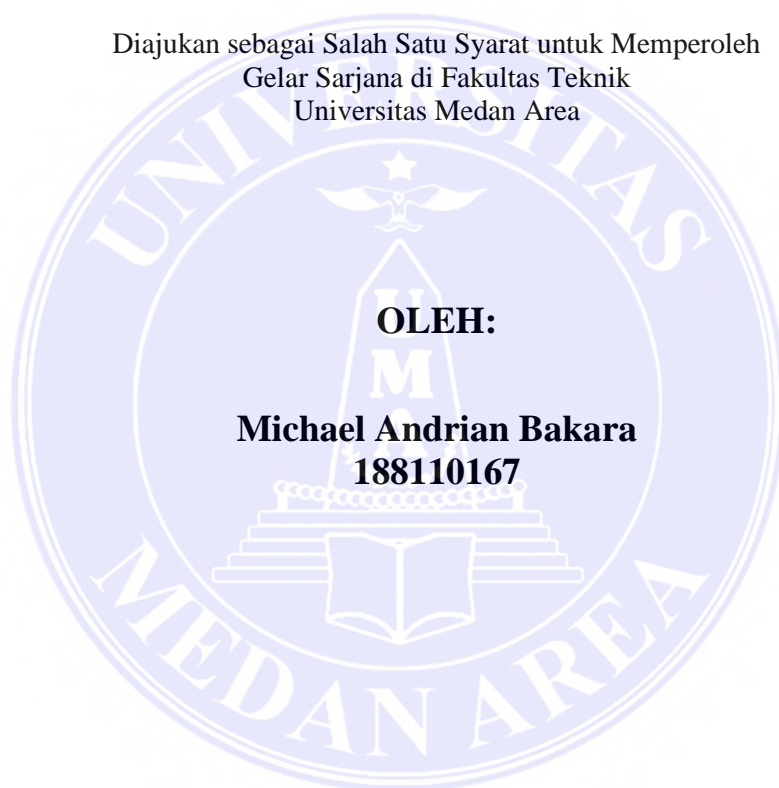 Diajukan sebagai Salah Satu Syarat untuk Memperoleh
Gelar Sarjana di Fakultas Teknik
Universitas Medan Area
UNIVERSITAS
OLEH:
UMA
Michael Andrian Bakara
188110167
MEDAN AREA